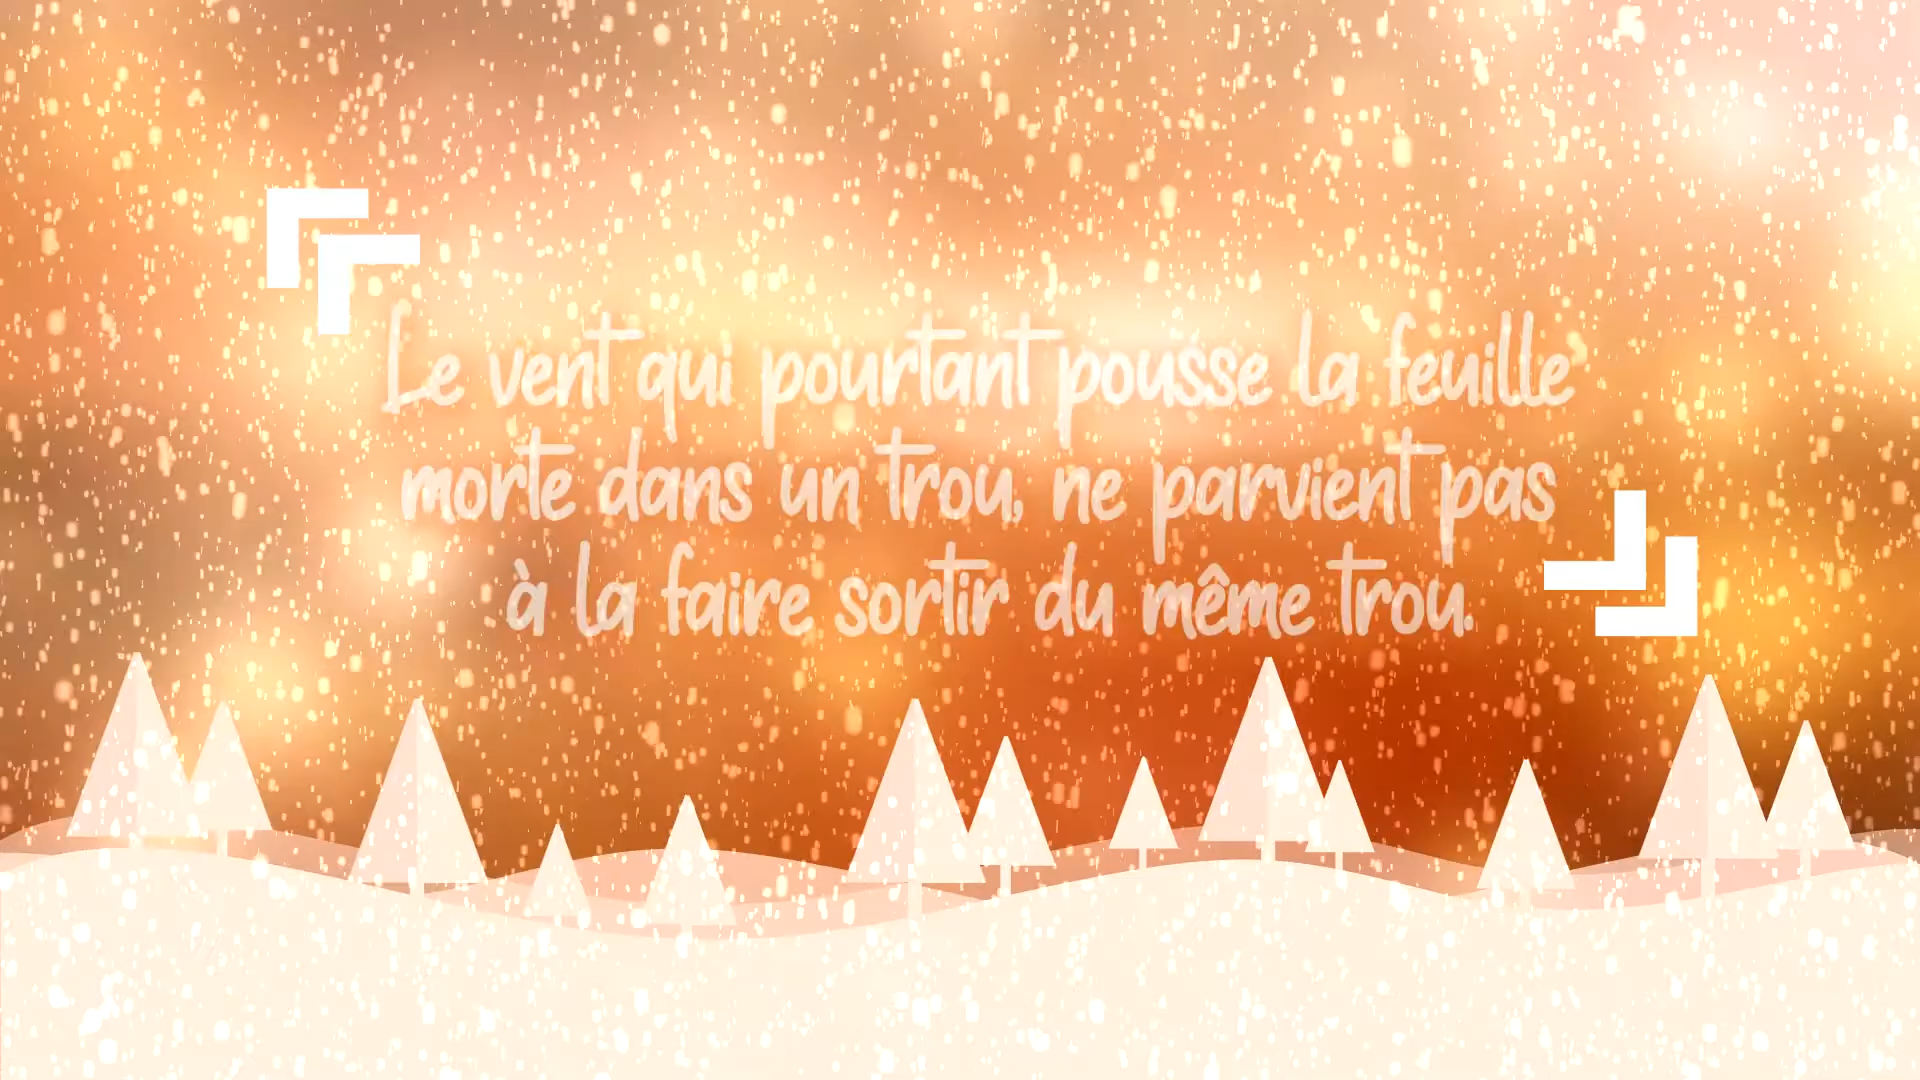 Le vent qui pourtant pousse la feuille
morte dans un trou, ne parvient pas
à la faire sortir du même trou.